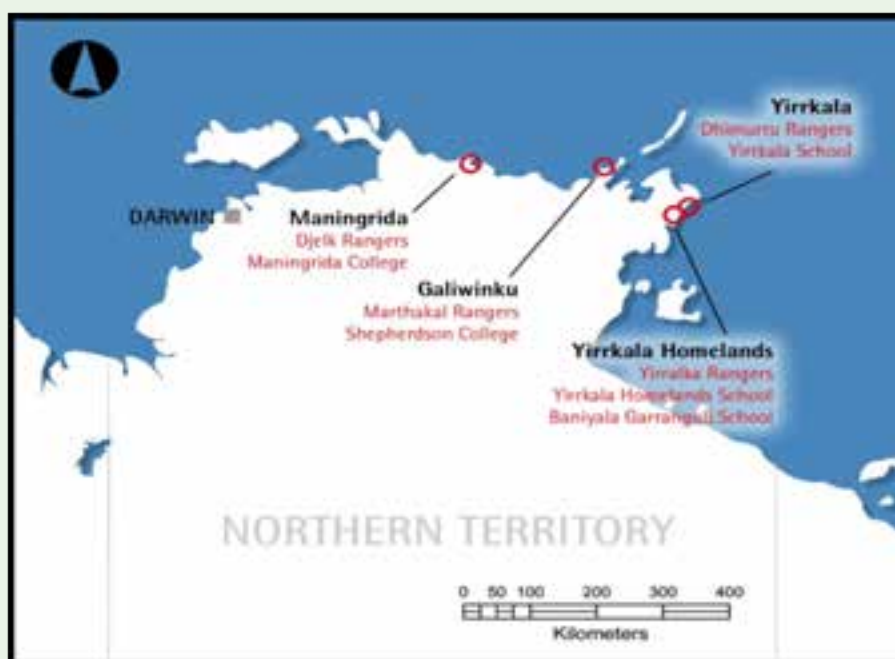 Yirrkala
Dhimurru Rangers
Yirrkala School
DARWIN
Maningrida
Djelk Rangers
Maningrida College
Galiwinku
Marthakal Rangers
Shepherdson College
Yirrkala Homelands
Yirralka Rangers
Yirrkala Homelands School
Baniyala Garrangali School
NORTHERN TERRITORY
0 50 100 200 300 400
Kilometers